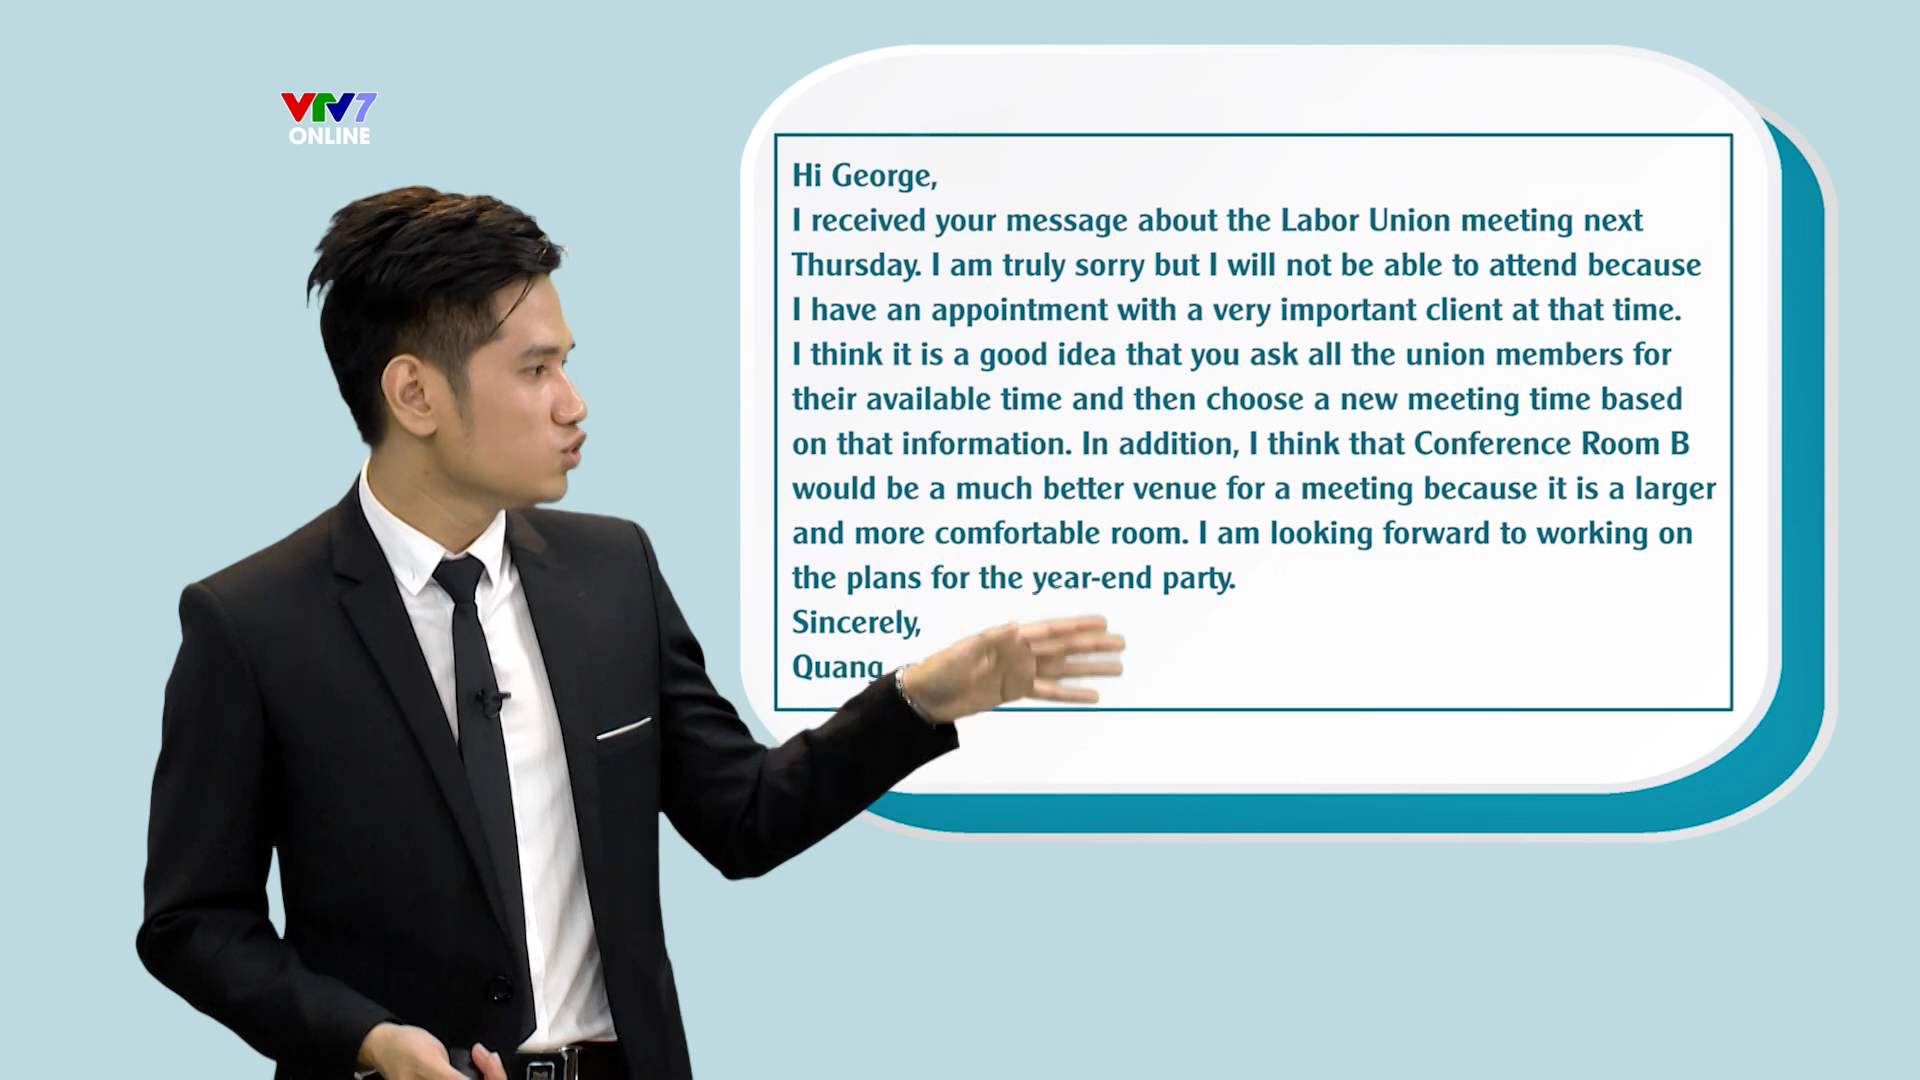 VTV7
ONLINE
Hi George,
I received your message about the Labor Union meeting next
Thursday. I am truly sorry but I will not be able to attend because
I have an appointment with a very important client at that time.
I think it is a good idea that you ask all the union members for
their available time and then choose a new meeting time based
on that information. In addition, I think that Conference Room B
would be a much better venue for a meeting because it is a larger
and more comfortable room. I am looking forward to working on
the plans for the year-end party.
Sincerely,
Quang